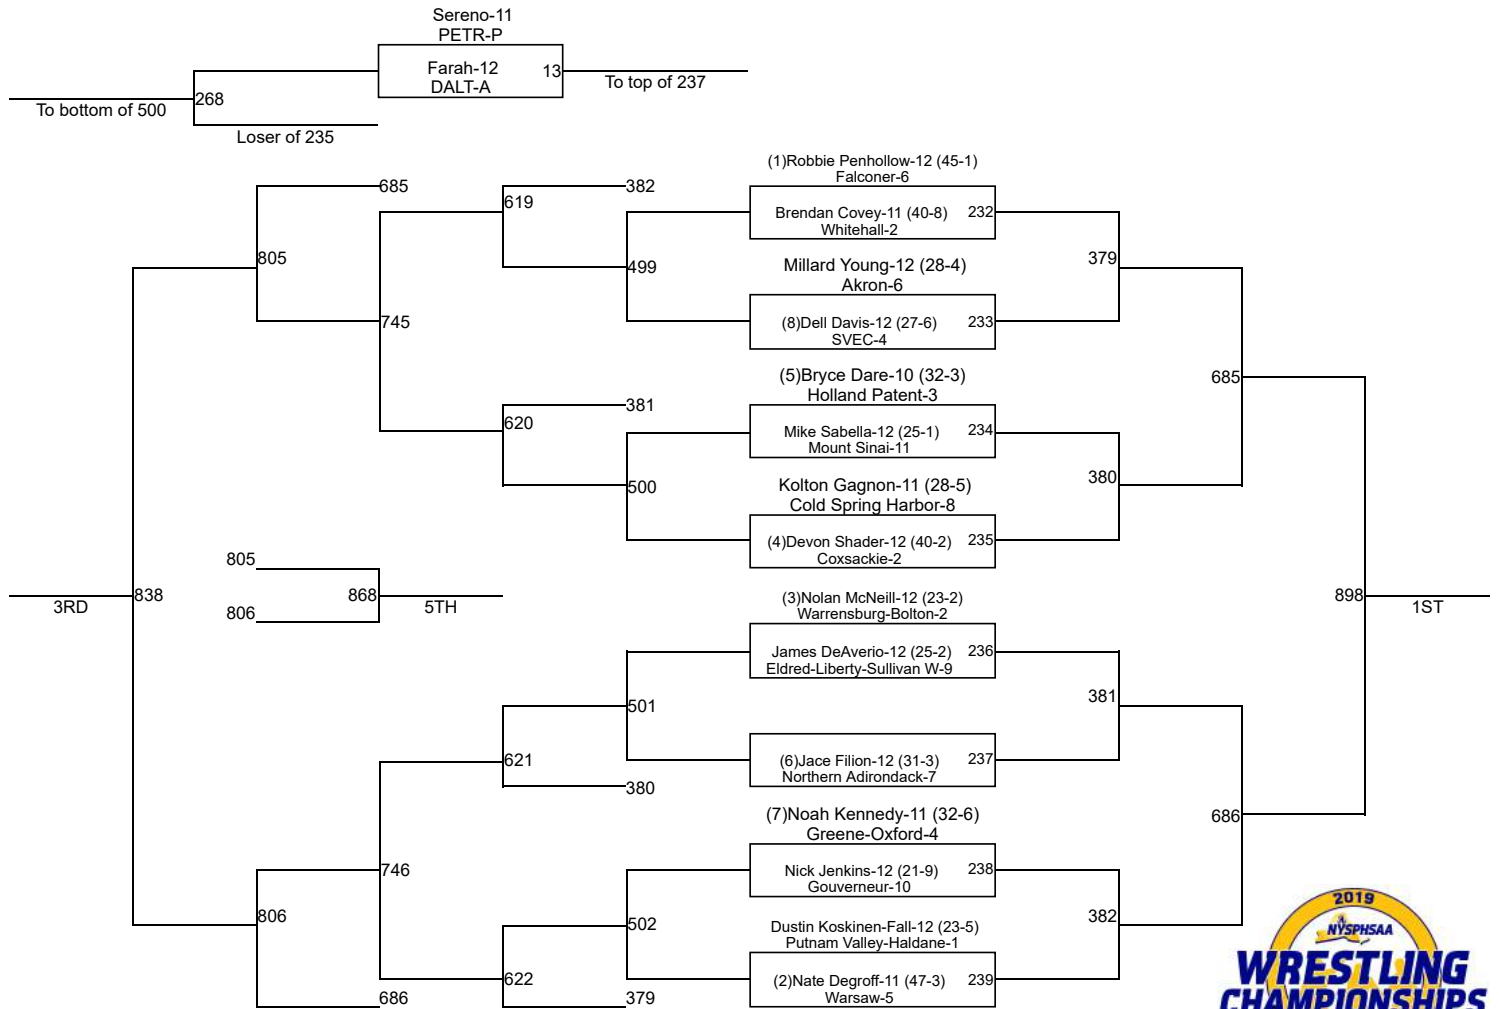 Sereno-11
PETR-P
Farah-12
13
DALT-A
To top of 237
268
To bottom of 500
Loser of 235
(1)Robbie Penhollow-12 (45-1)
Falconer-6
685
382
619
Brendan Covey-11 (40-8)
232
Whitehall-2
805
499
Millard Young-12 (28-4)
379
Akron-6
745
(8)Dell Davis-12 (27-6)
233
SVEC-4
(5)Bryce Dare-10 (32-3)
685
Holland Patent-3
381
620
Mike Sabella-12 (25-1)
234
Mount Sinai-11
500
Kolton Gagnon-11 (28-5)
380
Cold Spring Harbor-8
(4)Devon Shader-12 (40-2)
235
Coxsackie-2
805
838
868
3RD
5TH
806
(3)Nolan McNeill-12 (23-2)
898
Warrensburg-Bolton-2
1ST
James DeAverio-12 (25-2)
236
Eldred-Liberty-Sullivan W-9
501
381
621
(6)Jace Filion-12 (31-3)
237
Northern Adirondack-7
380
(7)Noah Kennedy-11 (32-6)
686
Greene-Oxford-4
746
Nick Jenkins-12 (21-9)
238
Gouverneur-10
806
502
382
Dustin Koskinen-Fall-12 (23-5)
Putnam Valley-Haldane-1
622
(2)Nate Degroff-11 (47-3)
239
Warsaw-5
686
379
2019
NYSPHSAA
WRESTLING
CHAMPIONSHIPS